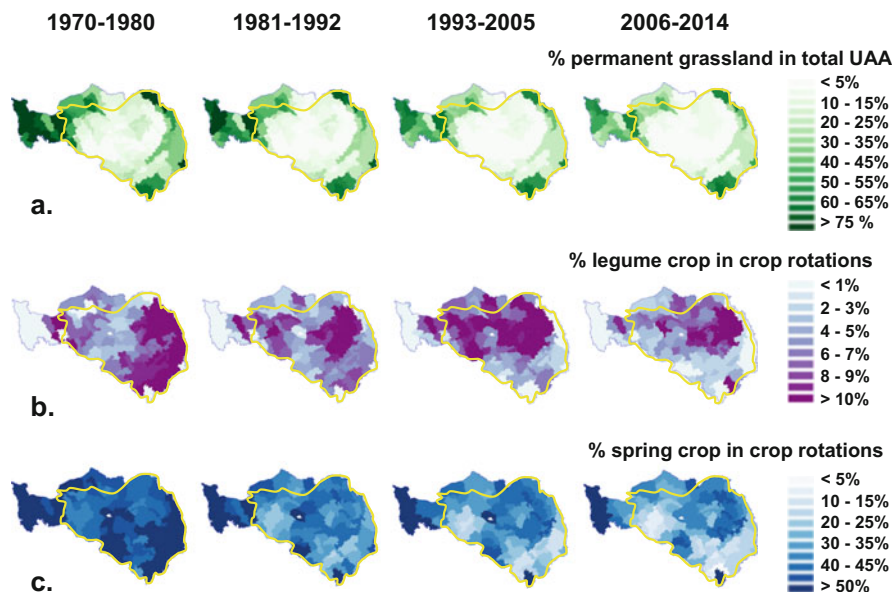 1970-1980 1981-1992 1993-2005 2006-2014
% permanent grassland in total UAA
< 5%
10 - 15%
20 - 25%
30 - 35%
40 - 45%
50 - 55%
60 - 65%
> 75 %
a.
% legume crop in crop rotations
< 1%
2 - 3%
4 - 5%
6 - 7%
8 - 9%
> 10%
b.
% spring crop in crop rotations
< 5%
10 - 15%
20 - 25%
30 - 35%
40 - 45%
> 50%
c.